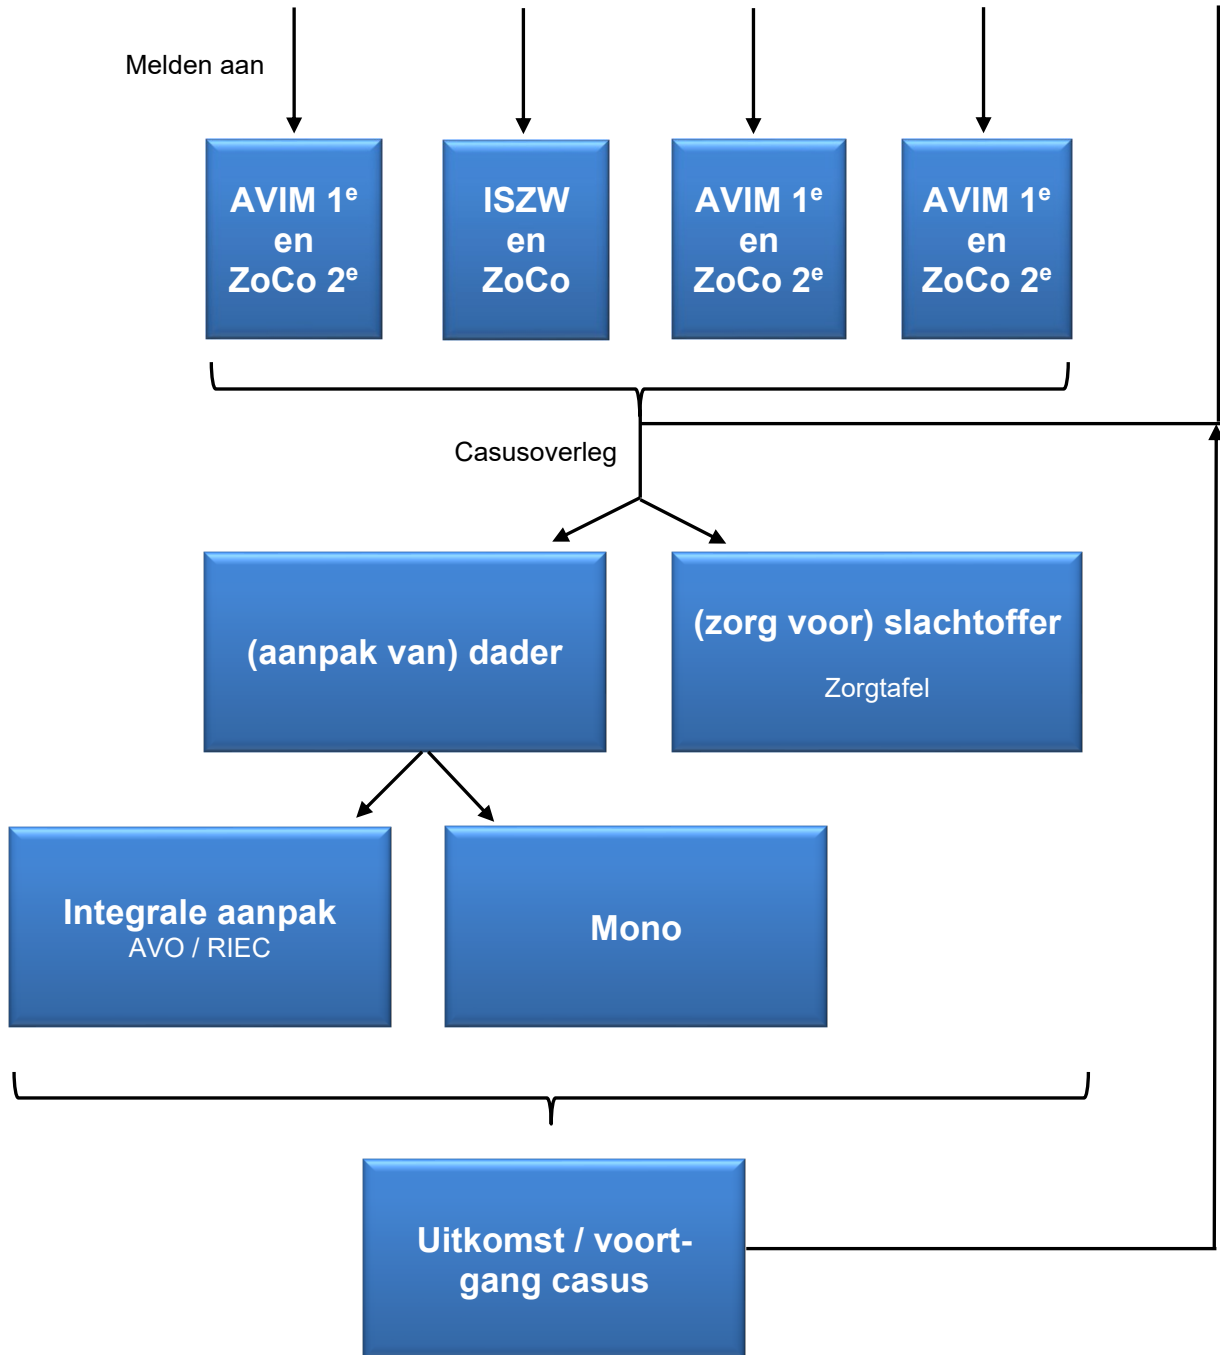 Melden aan
AVIM 1e
en
ZoCo 2e
ISZW
en
ZoCo
AVIM 1e
en
ZoCo 2e
AVIM 1e
en
ZoCo 2e
Casusoverleg
(aanpak van) dader
(zorg voor) slachtoffer
Zorgtafel
Integrale aanpak
AVO / RIEC
Mono
Uitkomst / voort-
gang casus